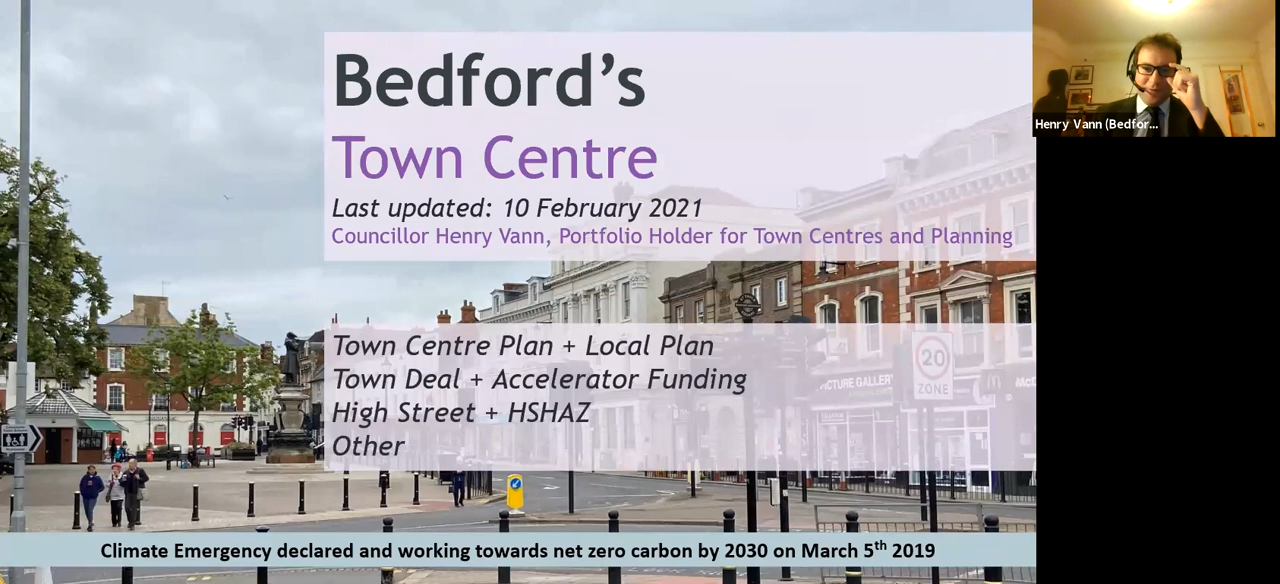 Bedford's
Town Centre
Last updated: 10 February 2021
Councillor Henry Vann, Portfolio Holder for Town Centres and Planning
Henry Vann (Bedfor...
Town Centre Plan + Local Plan
Town Deal + Accelerator Funding
High Street + HSHAZ
Other
20
ZONE
PICTURE GALLERY
Climate Emergency declared and working towards net zero carbon by 2030 on March 5th 2019